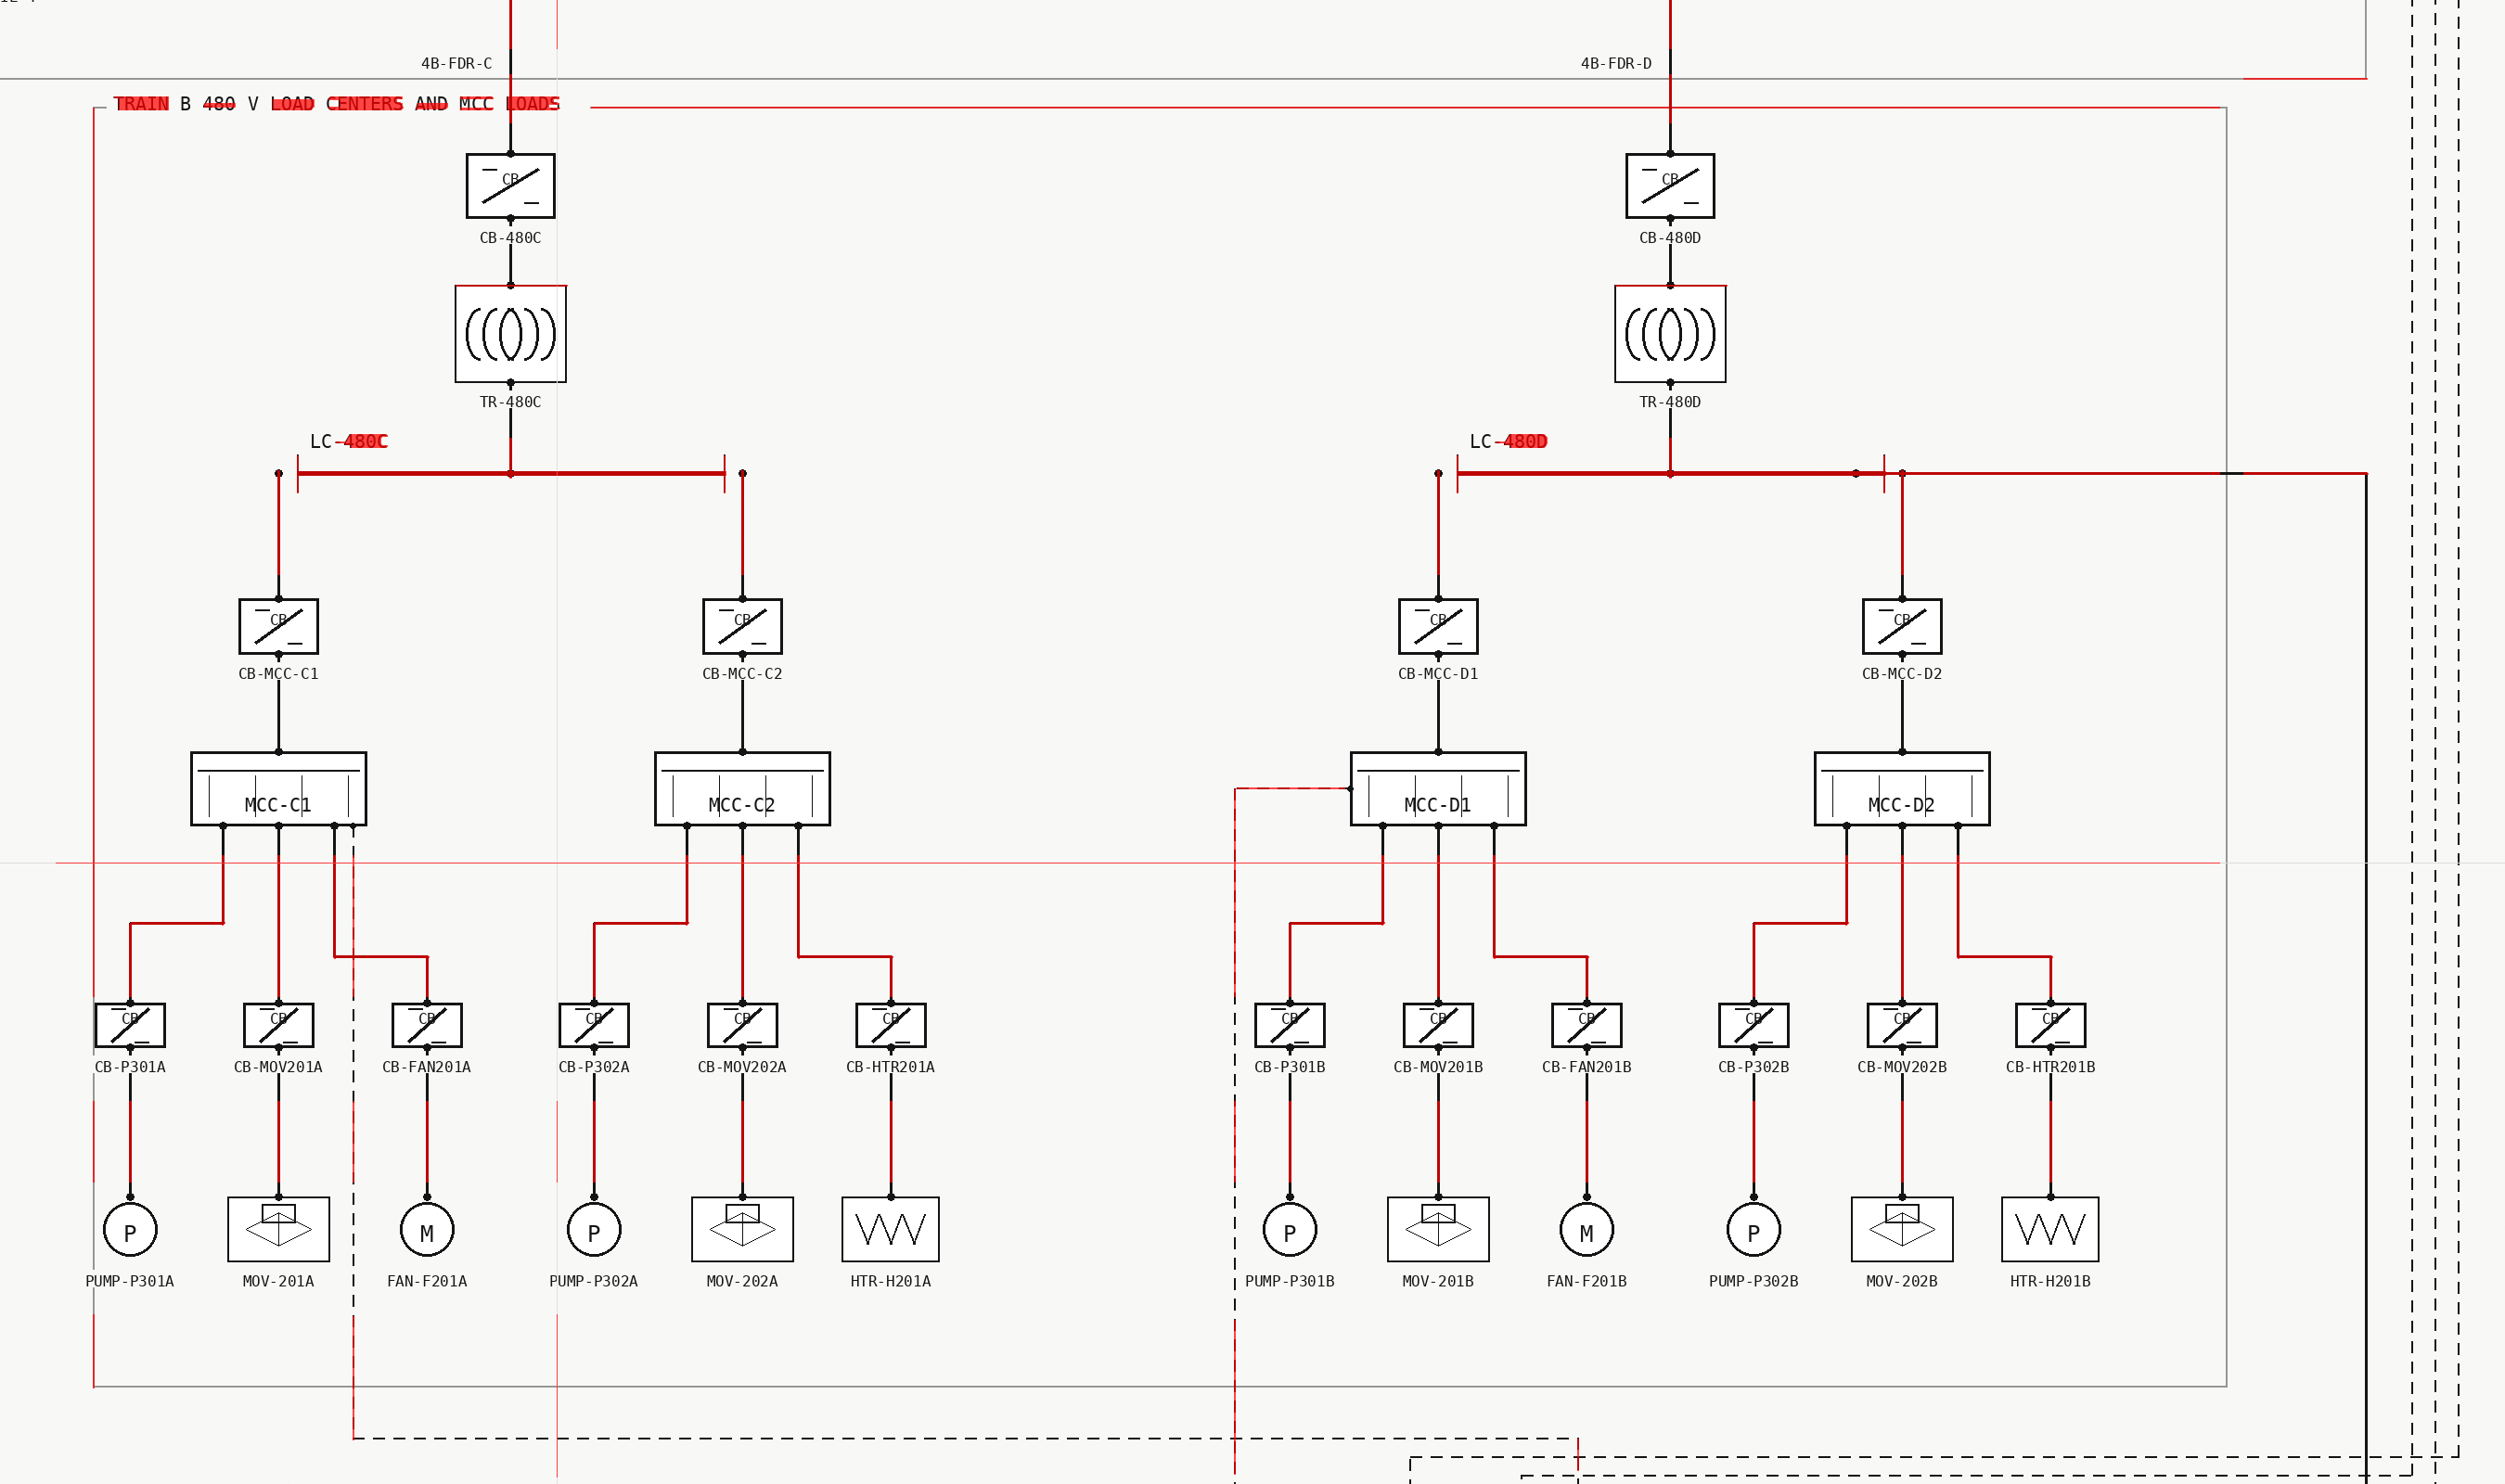 4B-FDR-C
4B-FDR-D
TRAIN B 480 V LOAD CENTERS AND MCC LOADS
CB
CB
CB-480C
CB-480D
TR-480C
TR-480D
LC-480C
LC-480D
CB
CB
CB
CB
CB-MCC-C1
CB-MCC-C2
CB-MCC-D1
CB-MCC-D2
MCC-C1
MCC-C2
MCC-D1
MCC-D2
CB
CB
CB
CB
CB
CB
CB
CB
CB
CB
CB
CB
CB-P301A
CB-MOV201A
CB-FAN201A
CB-P302A
CB-MOV202A
CB-HTR201A
CB-P301B
CB-MOV201B
CB-FAN201B
CB-P302B
CB-MOV202B
CB-HTR201B
P
M
P
P
M
P
PUMP-P301A
MOV-201A
FAN-F201A
PUMP-P302A
MOV-202A
HTR-H201A
PUMP-P301B
MOV-201B
FAN-F201B
PUMP-P302B
MOV-202B
HTR-H201B